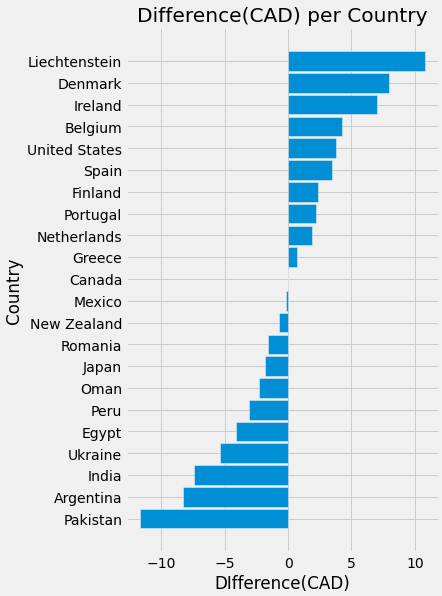 Difference(CAD) per Country
Liechtenstein
Denmark
Ireland
Belgium
United States
Spain
Finland
Portugal
Netherlands
Greece
Canada
Mexico
New Zealand
Romania
Japan
Oman
Peru
Egypt
Ukraine
India
Argentina
Pakistan
Country
−10 −5 0 5 10
DIfference(CAD)